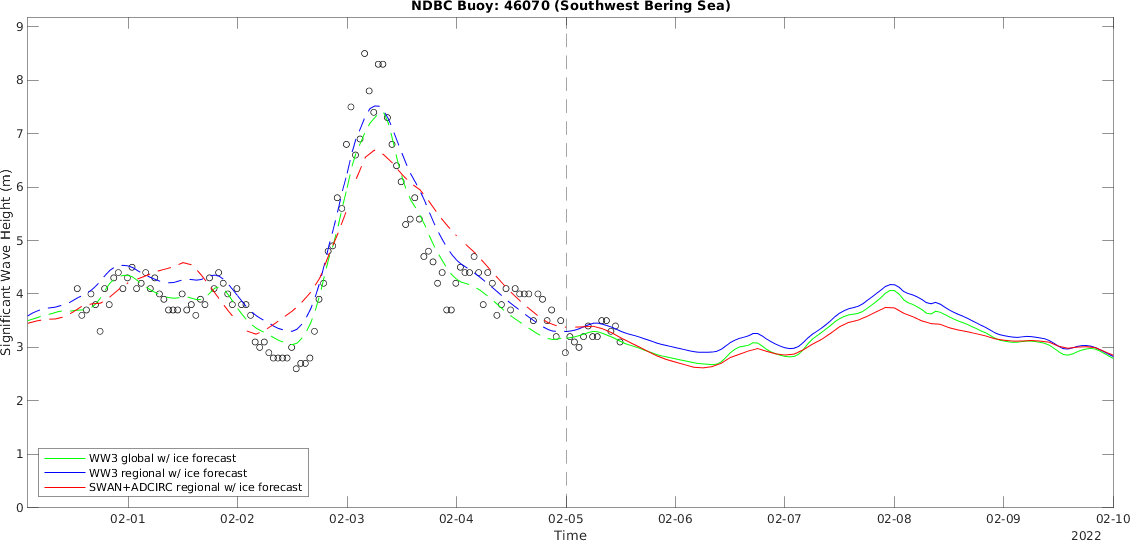 NDBC Buoy: 46070 (Southwest Bering Sea)
Significant Wave Height (m)
9
8
7
6
5
4
3
2
1
0
WW3 global w/ ice forecast
WW3 regional w/ ice forecast
SWAN+ADCIRC regional w/ ice forecast
02-01 02-02 02-03 02-04 02-05 02-06 02-07 02-08 02-09 02-10
Time
2022